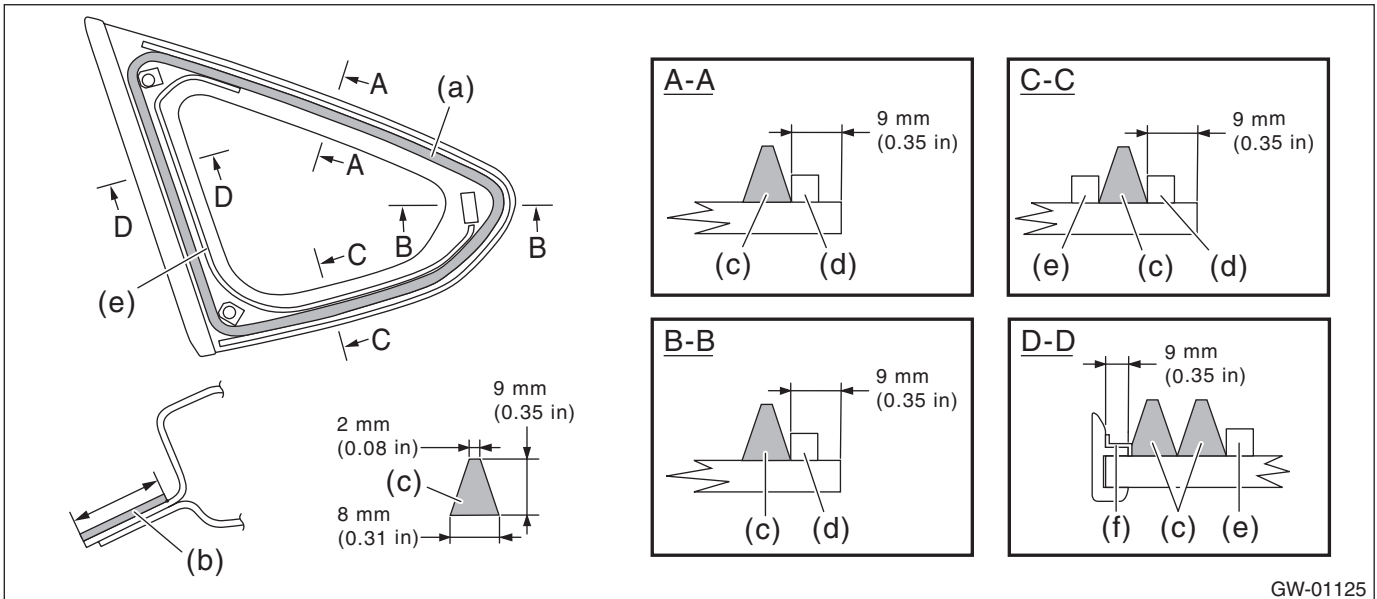 A
(a)
A
D
D
B
B
C
(e)
C
(b)
2 mm
(0.08 in)
9 mm
(0.35 in)
(c)
8 mm
(0.31 in)
A-A
9 mm
(0.35 in)
(c)
(d)
C-C
9 mm
(0.35 in)
(e)
(c)
(d)
B-B
9 mm
(0.35 in)
(c)
(d)
D-D
9 mm
(0.35 in)
(f)
(c)
(e)
GW-01125